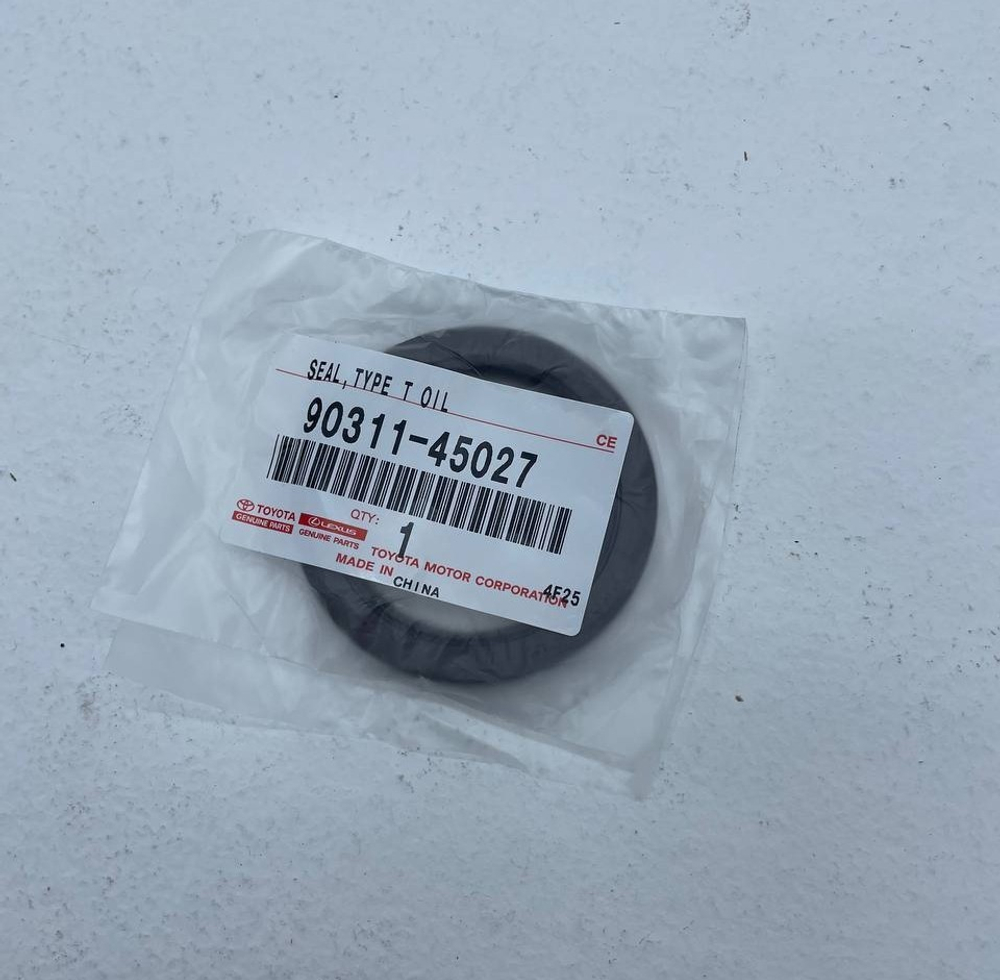 SEAL, TYPE T OIL
CE
90311-45027
TOYOTA
GENUINE PARTS
LEXUS
GENUINE PARTS
QTY:
1
TOYOTA MOTOR CORPORATION
MADE IN
CHINA
4F25